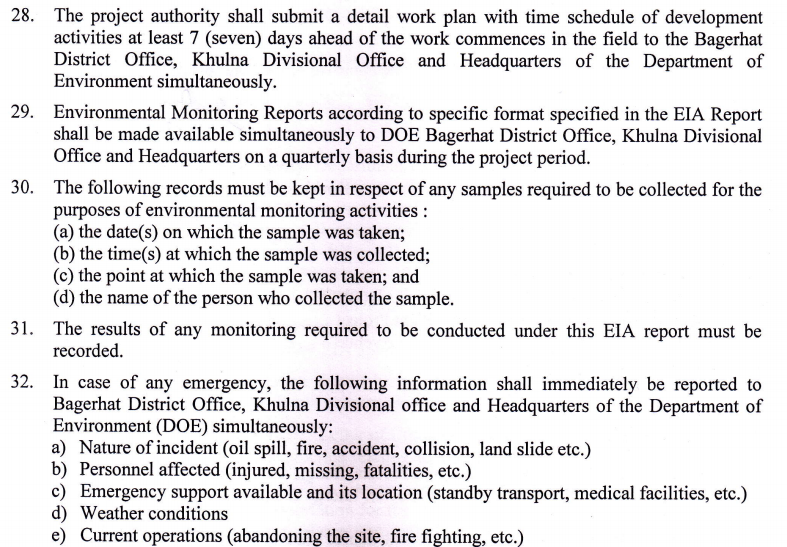 28. The project authority shall submit a detail work plan with time schedule of development
activities at least 7 (seven) days ahead of the work commences in the field to the Bagerhat
District Office, Khulna Divisional Office and Headquarters of the Department of
Environment simultaneously.
29. Environmental Monitoring Reports according to specific format specified in the EIA Report
shall be made available simultaneously to DOE Bagerhat District Office, Khulna Divisional
Office and Headquarters on a quarterly basis during the project period.
30. The following records must be kept in respect of any samples required to be collected for the
purposes of environmental monitoring activities :
(a) the date(s) on which the sample was taken;
(b) the time(s) at which the sample was collected;
(c) the point at which the sample was taken; and
(d) the name of the person who collected the sample.
31. The results of any monitoring required to be conducted under this EIA report must be
recorded.
32. In case of any emergency, the following information shall immediately be reported to
Bagerhat District Office, Khulna Divisional office and Headquarters of the Department of
Environment (DOE) simultaneously:
a) Nature of incident (oil spill, fire, accident, collision, land slide etc.)
b) Personnel affected (injured, missing, fatalities, etc.)
c) Emergency support available and its location (standby transport, medical facilities, etc.)
d) Weather conditions
e) Current operations (abandoning the site, fire fighting, etc.)